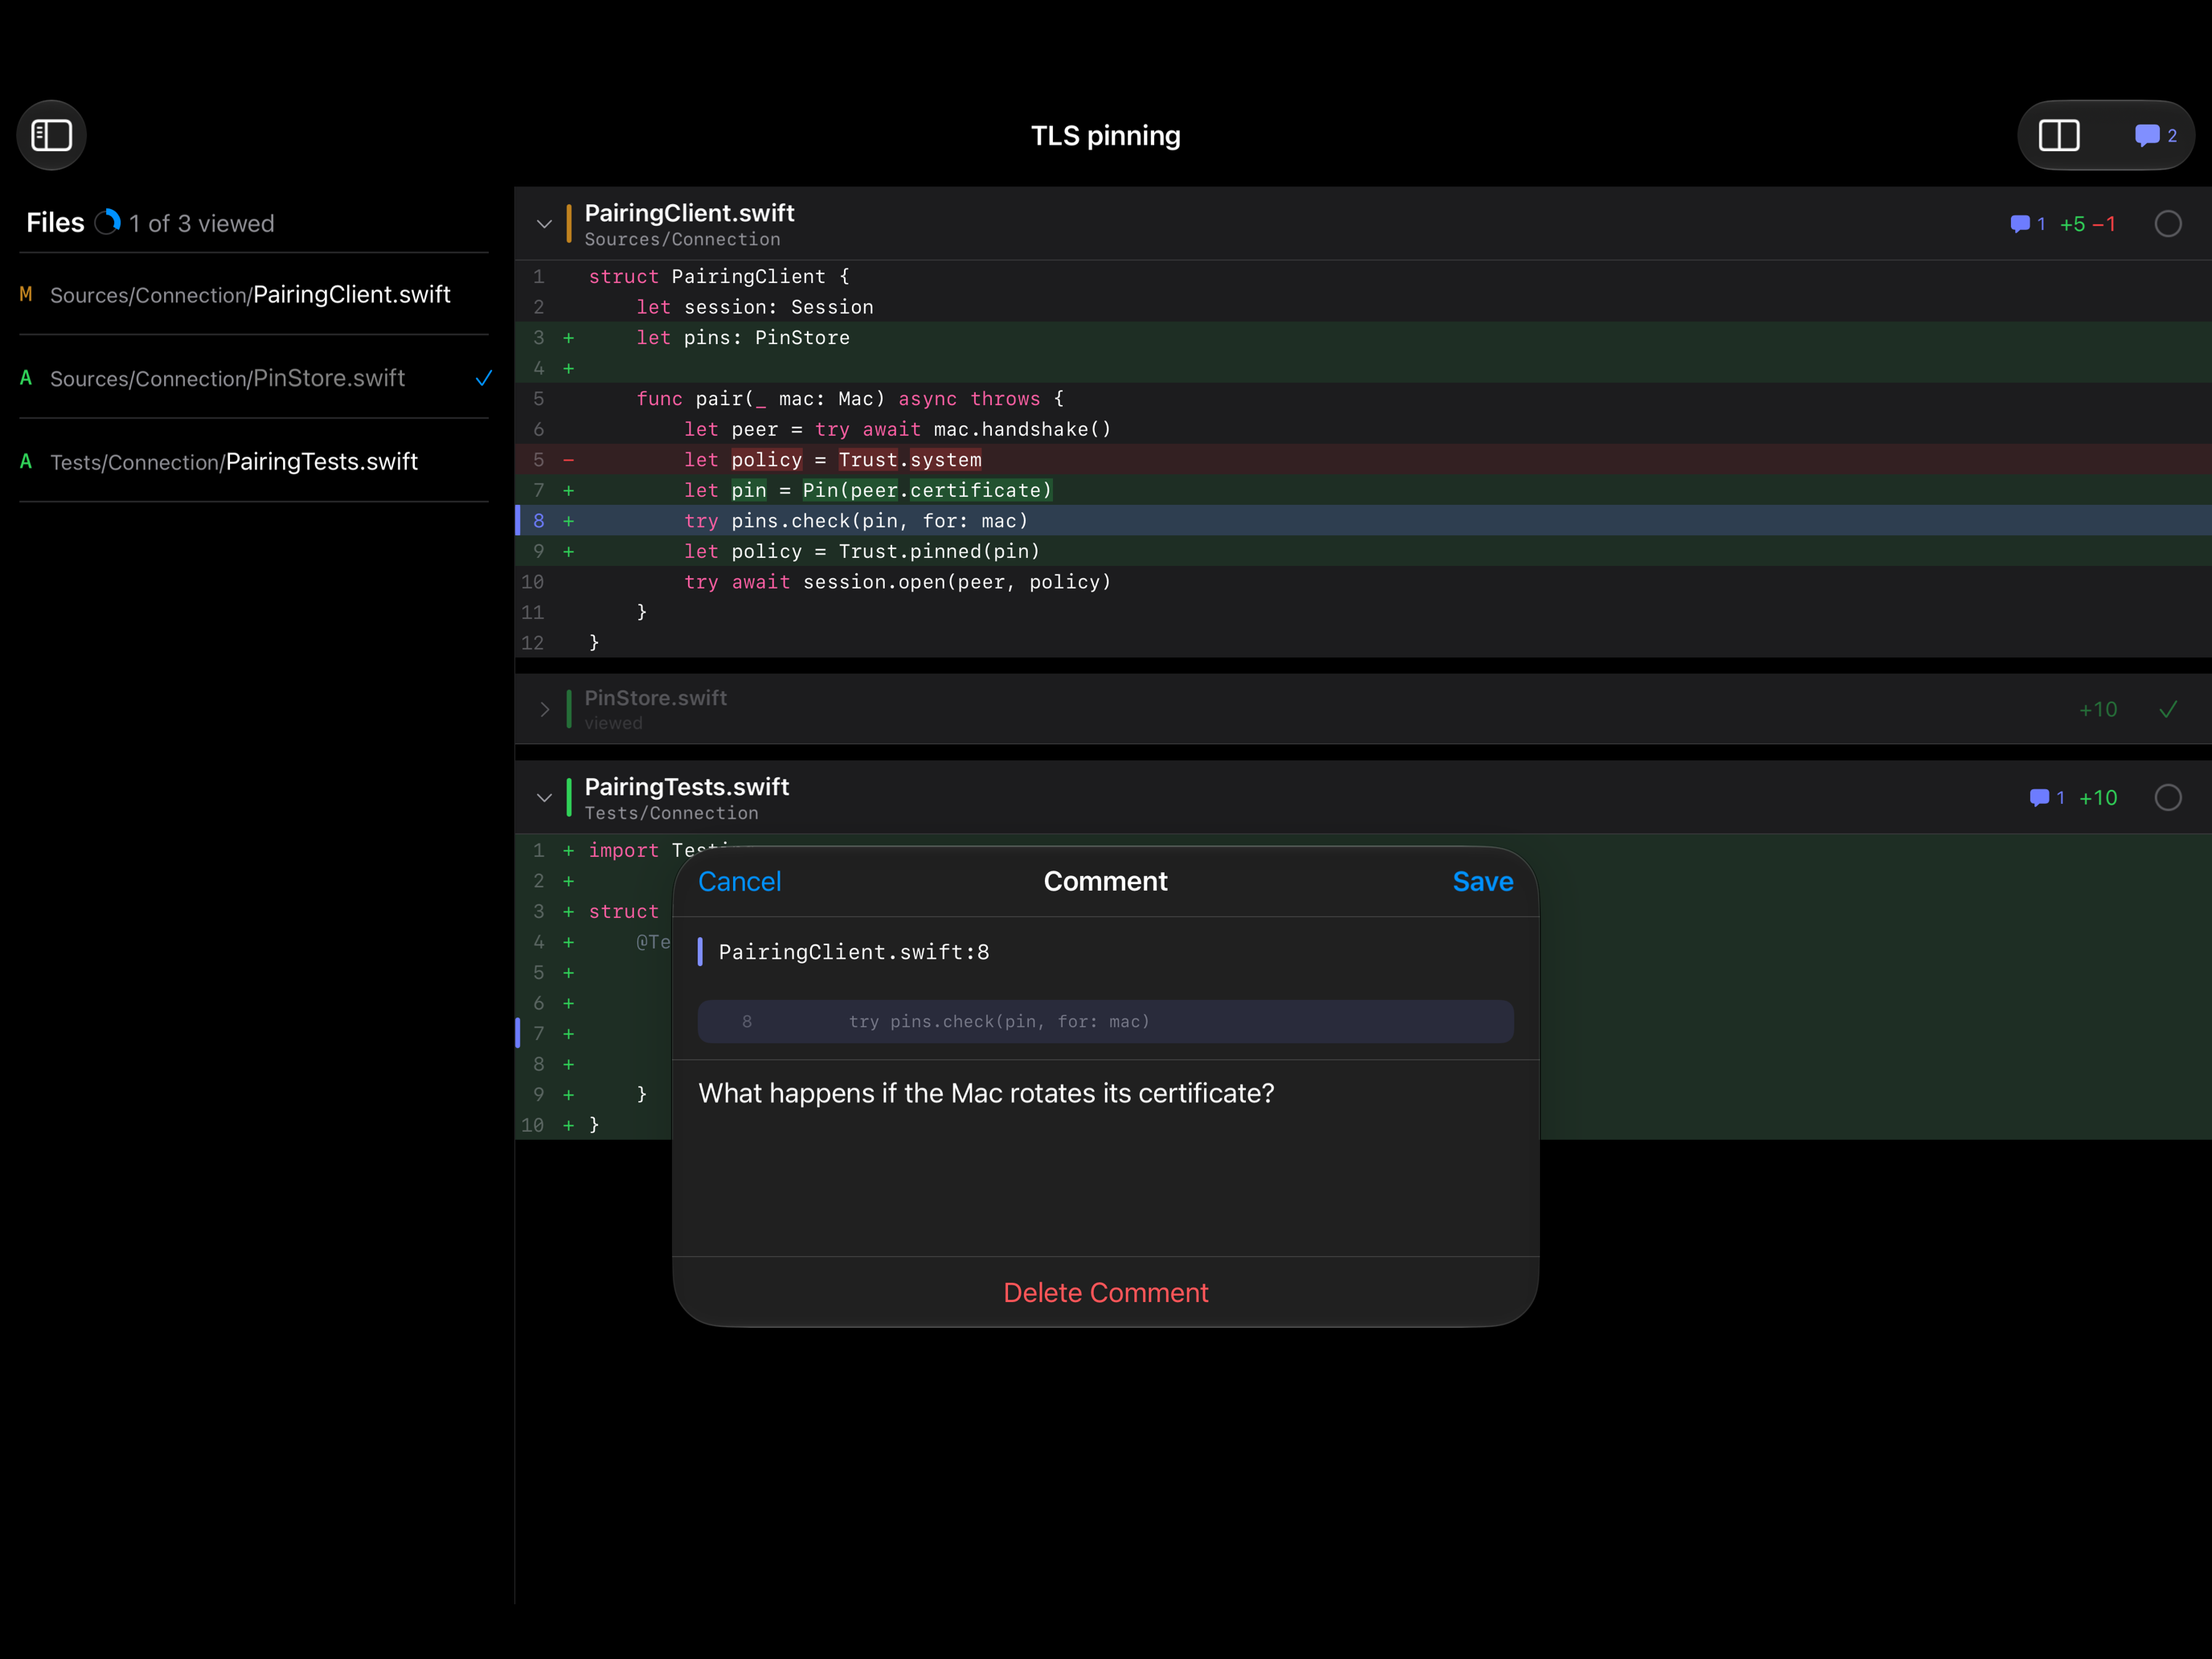 TLS pinning
2
Files 1 of 3 viewed
M Sources/Connection/PairingClient.swift
A Sources/Connection/PinStore.swift
A Tests/Connection/PairingTests.swift
PairingClient.swift
Sources/Connection
1 +5 −1
1 struct PairingClient {
2 let session: Session
3 + let pins: PinStore
4 +
5 func pair(_ mac: Mac) async throws {
6 let peer = try await mac.handshake()
5 − let policy = Trust.system
7 + let pin = Pin(peer.certificate)
8 + try pins.check(pin, for: mac)
9 + let policy = Trust.pinned(pin)
10 try await session.open(peer, policy)
11 }
12 }
PinStore.swift
viewed
+10
PairingTests.swift
Tests/Connection
1 +10
1 + import
2 +
3 + struct
4 +
5 +
6 +
7 +
8 +
9 + }
10 + }
Cancel Comment Save
PairingClient.swift:8
8 try pins.check(pin, for: mac)
What happens if the Mac rotates its certificate?
Delete Comment